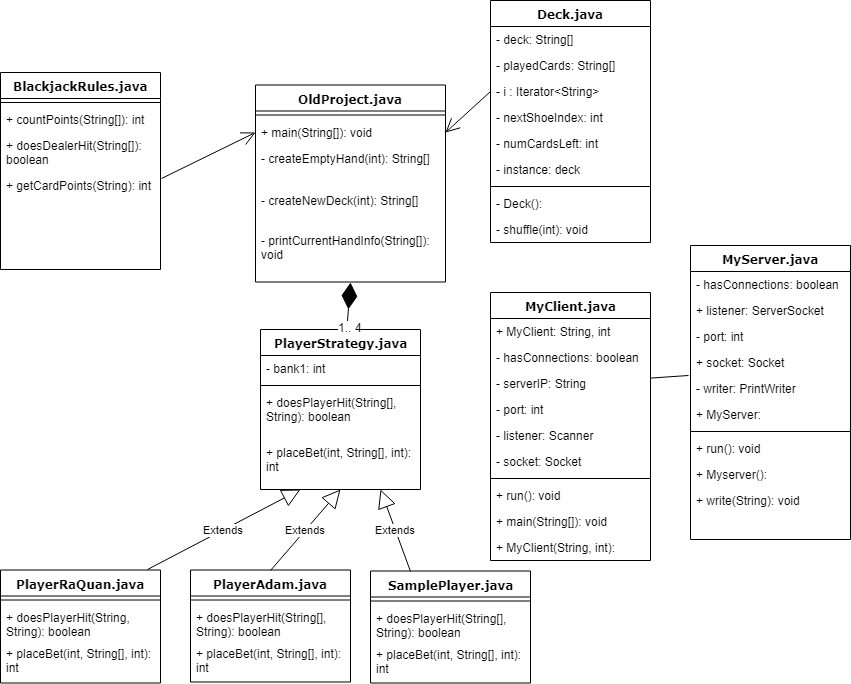 BlackjackRules.java
+ countPoints(String[]): int
+ doesDealerHit(String[]):
boolean
+ getCardPoints(String): int
OldProject.java
+ main(String[]): void
- createEmptyHand(int): String[]
- createNewDeck(int): String[]
- printCurrentHandInfo(String[]):
void
Deck.java
- deck: String[]
- playedCards: String[]
- i : Iterator<String>
- nextShoeIndex: int
- numCardsLeft: int
- instance: deck
- Deck():
- shuffle(int): void
1.. 4
PlayerStrategy.java
- bank1: int
+ doesPlayerHit(String[],
String): boolean
+ placeBet(int, String[], int):
int
MyClient.java
+ MyClient: String, int
- hasConnections: boolean
- serverIP: String
- port: int
- listener: Scanner
- socket: Socket
+ run(): void
+ main(String[]): void
+ MyClient(String, int):
MyServer.java
- hasConnections: boolean
+ listener: ServerSocket
- port: int
+ socket: Socket
- writer: PrintWriter
+ MyServer:
+ run(): void
+ Myserver():
+ write(String): void
Extends
Extends
Extends
PlayerRaQuan.java
+ doesPlayerHit(String,
String): boolean
+ placeBet(int, String[], int):
int
PlayerAdam.java
+ doesPlayerHit(String[],
String): boolean
+ placeBet(int, String[], int):
int
SamplePlayer.java
+ doesPlayerHit(String[],
String): boolean
+ placeBet(int, String[], int):
int